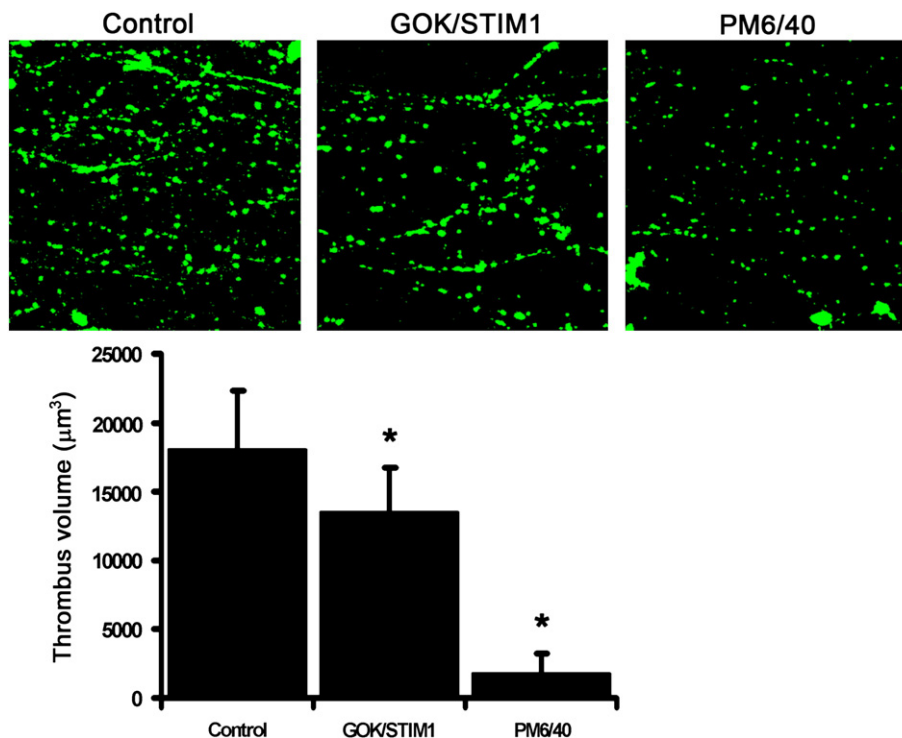 Control GOK/STIM1 PM6/40
25000
20000
15000
10000
5000
0
Thrombus volume (μm³)
*
*
Control GOK/STIM1 PM6/40